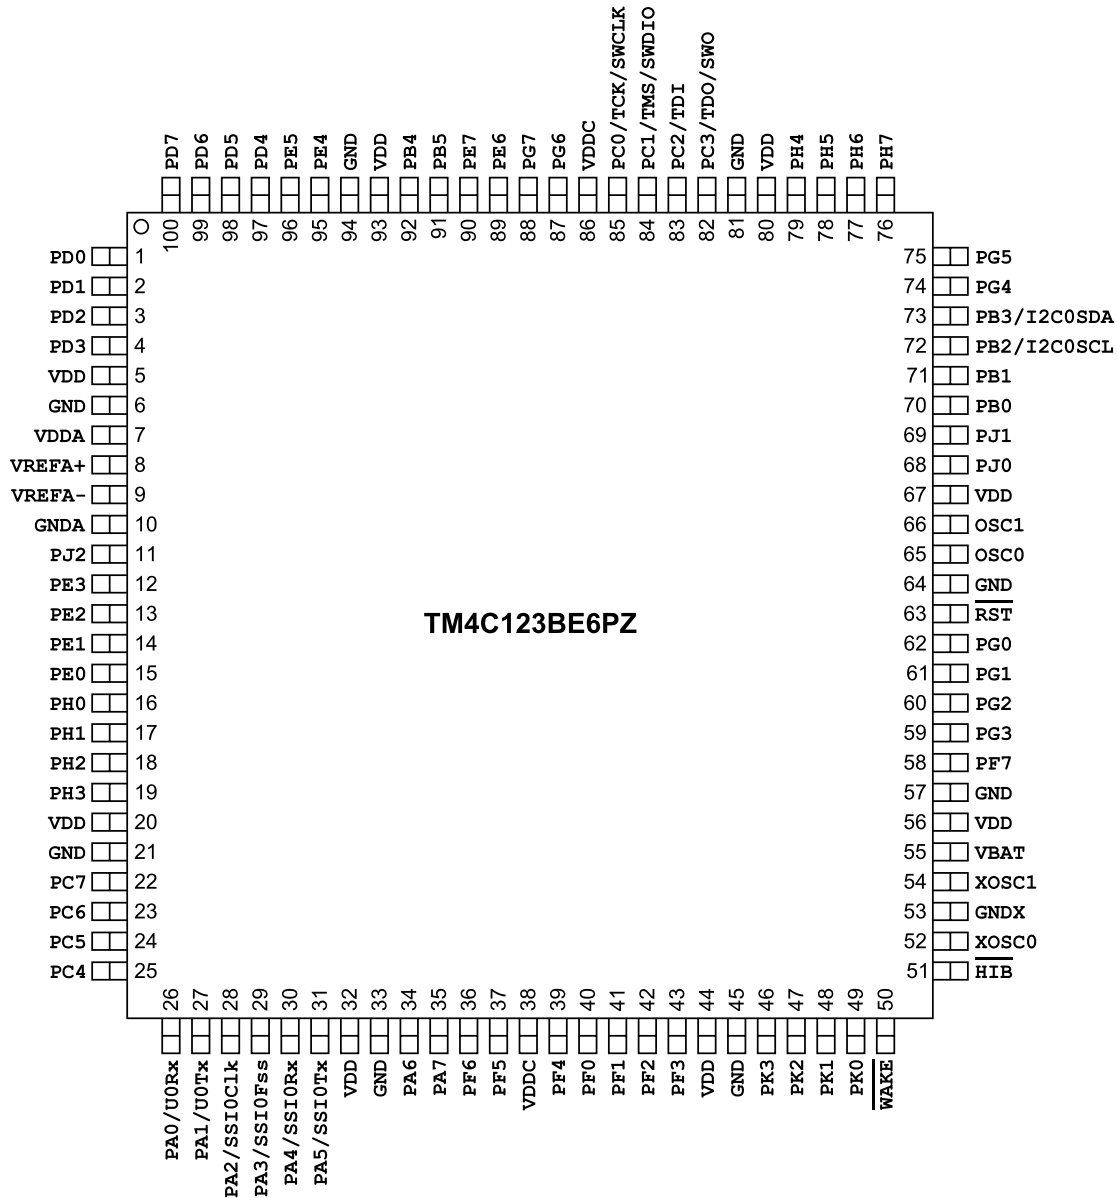 PC0/TCK/SWCLK
PC1/TMS/SWDIO
PC2/TDI
PC3/TDO/SWO
PD7 PD6 PD5 PD4 PE5 PE4 GND VDD PB4 PB5 PE7 PE6 PG7 PG6 VDDC GND VDD PH4 PH5 PH6 PH7
100 99 98 97 96 95 94 93 92 91 90 89 88 87 86 85 84 83 82 81 80 79 78 77 76
PD0 1 75 PG5
PD1 2 74 PG4
PD2 3 73 PB3/I2C0SDA
PD3 4 72 PB2/I2C0SCL
VDD 5 71 PB1
GND 6 70 PB0
VDDA 7 69 PJ1
VREFA+ 8 68 PJ0
VREFA- 9 67 VDD
GNDA 10 66 OSC1
PJ2 11 65 OSC0
PE3 12 64 GND
PE2 13 63 RST
TM4C123BE6PZ
PE1 14 62 PG0
PE0 15 61 PG1
PH0 16 60 PG2
PH1 17 59 PG3
PH2 18 58 PF7
PH3 19 57 GND
VDD 20 56 VDD
GND 21 55 VBAT
PC7 22 54 XOSC1
PC6 23 53 GNDX
PC5 24 52 XOSC0
PC4 25 51 HIB
26 27 28 29 30 31 32 33 34 35 36 37 38 39 40 41 42 43 44 45 46 47 48 49 50
PA0/U0Rx
PA1/U0Tx
PA2/SSI0Clk
PA3/SSI0Fss
PA4/SSI0Rx
PA5/SSI0Tx
VDD GND PA6 PA7 PF6 PF5 VDDC PF4 PF0 PF1 PF2 PF3 VDD GND PK3 PK2 PK1 PK0 WAKE